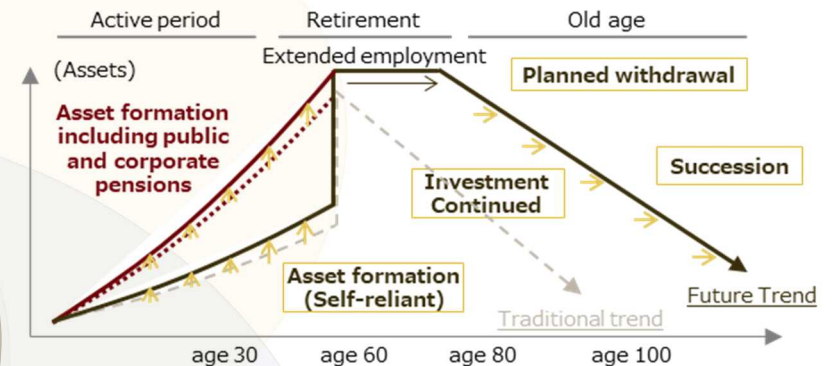 Active period
Retirement
Old age
(Assets)
Extended employment
Planned withdrawal
Asset formation
including public
and corporate
pensions
Succession
Investment
Continued
Asset formation
(Self-reliant)
Future Trend
Traditional trend
age 30
age 60
age 80
age 100